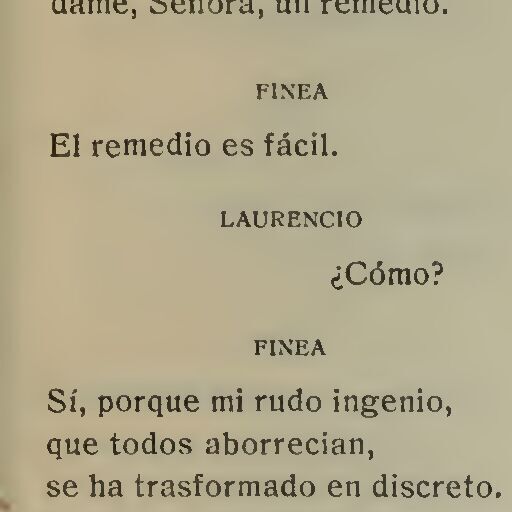 dame, Señora, un remedio.
FINEA
El remedio es fácil.
LAURENCIO
¿Cómo?
FINEA
Sí, porque mi rudo ingenio,
que todos aborrecian,
se ha trasformado en discreto.